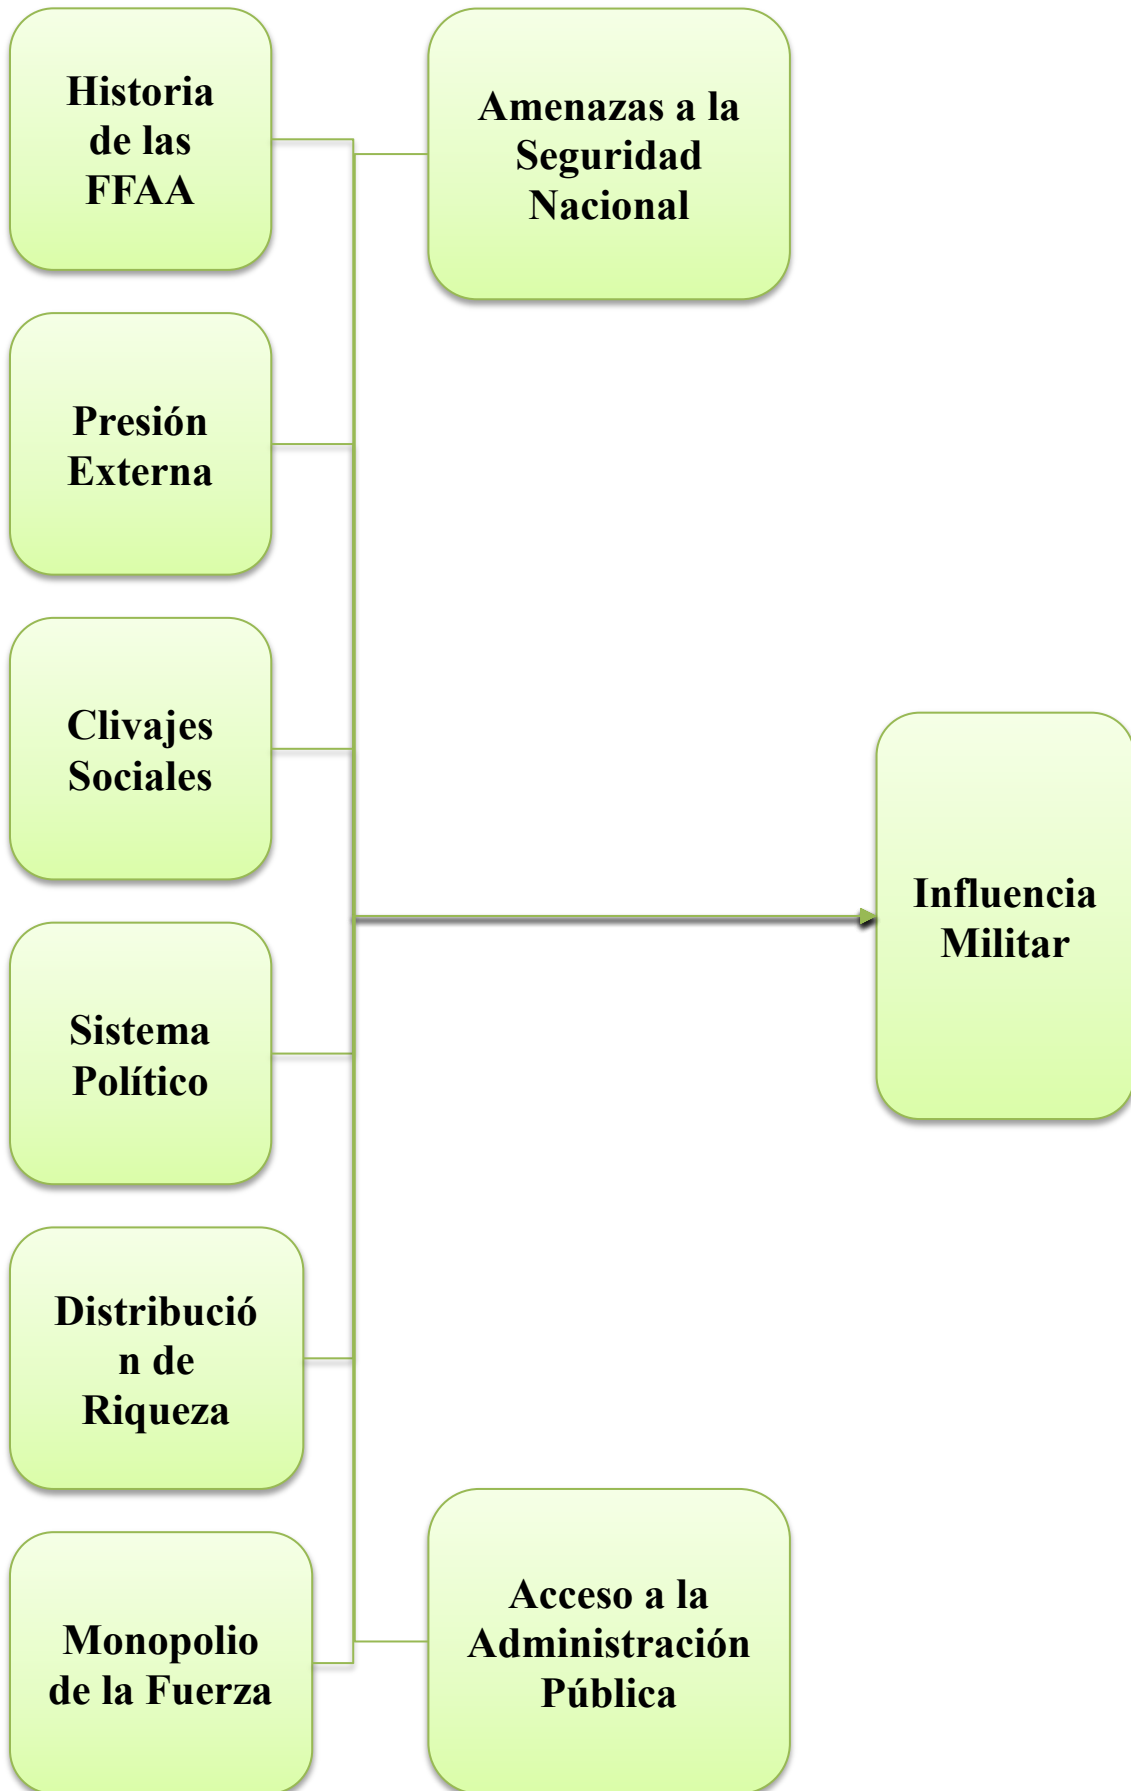 Historia
de las
FFAA
Amenazas a la
Seguridad
Nacional
Presión
Externa
Clivajes
Sociales
Influencia
Militar
Sistema
Político
Distribució
n de
Riqueza
Monopolio
de la Fuerza
Acceso a la
Administración
Pública